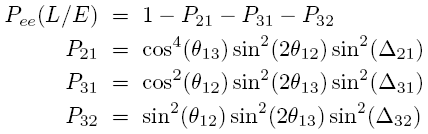 P_{ee}(L/E) = 1 − P_{21} − P_{31} − P_{32}
P_{21} = cos^4(θ_{13}) sin^2(2θ_{12}) sin^2(Δ_{21})
P_{31} = cos^2(θ_{12}) sin^2(2θ_{13}) sin^2(Δ_{31})
P_{32} = sin^2(θ_{12}) sin^2(2θ_{13}) sin^2(Δ_{32})